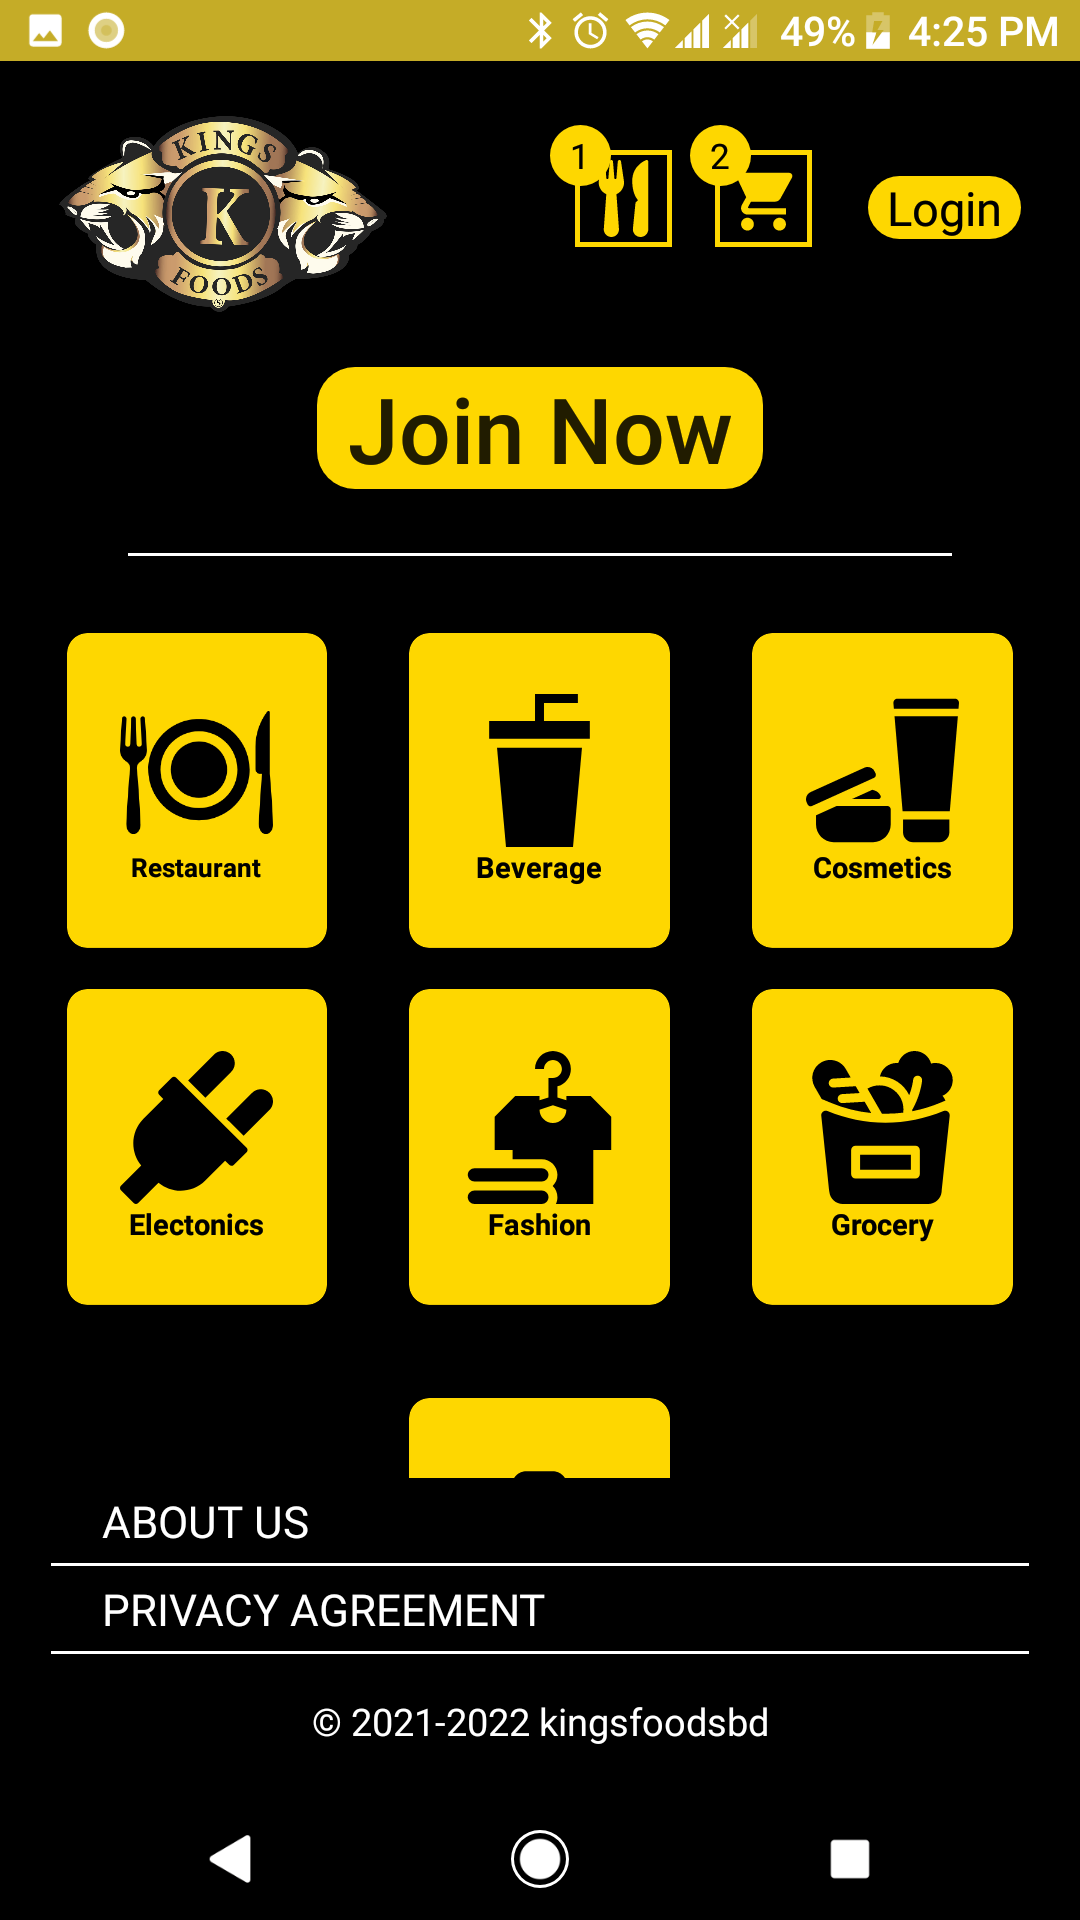 49% 4:25 PM
KINGS
K
FOODS
1
2
Login
Join Now
Restaurant
Beverage
Cosmetics
Electonics
Fashion
Grocery
ABOUT US
PRIVACY AGREEMENT
© 2021-2022 kingsfoodsbd